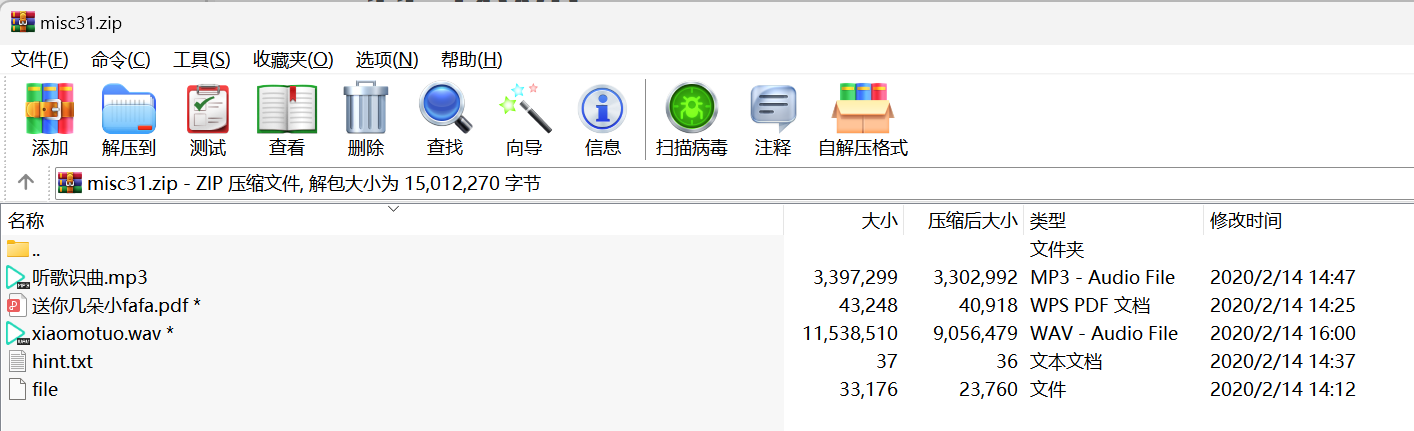 misc31.zip
文件(F) 命令(C) 工具(S) 收藏夹(O) 选项(N) 帮助(H)
添加 解压到 测试 查看 删除 查找 向导 信息 扫描病毒 注释 自解压格式
misc31.zip - ZIP 压缩文件, 解包大小为 15,012,270 字节
名称 大小 压缩后大小 类型 修改时间
.. 文件夹
听歌识曲.mp3 3,397,299 3,302,992 MP3 - Audio File 2020/2/14 14:47
送你几朵小fafa.pdf * 43,248 40,918 WPS PDF 文档 2020/2/14 14:25
xiaomotuo.wav * 11,538,510 9,056,479 WAV - Audio File 2020/2/14 16:00
hint.txt 37 36 文本文档 2020/2/14 14:37
file 33,176 23,760 文件 2020/2/14 14:12